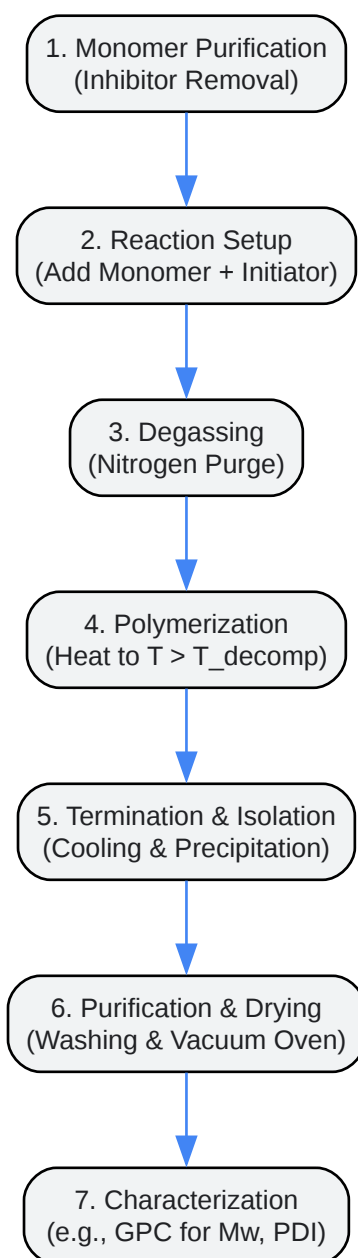 1. Monomer Purification
(Inhibitor Removal)
2. Reaction Setup
(Add Monomer + Initiator)
3. Degassing
(Nitrogen Purge)
4. Polymerization
(Heat to T > T_decomp)
5. Termination & Isolation
(Cooling & Precipitation)
6. Purification & Drying
(Washing & Vacuum Oven)
7. Characterization
(e.g., GPC for Mw, PDI)